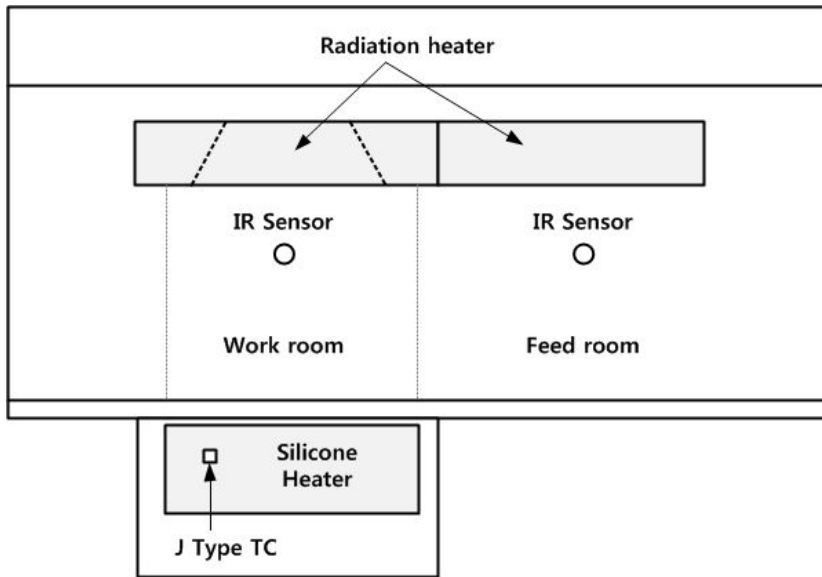 Radiation heater
IR Sensor
IR Sensor
Work room
Feed room
Silicone
Heater
J Type TC